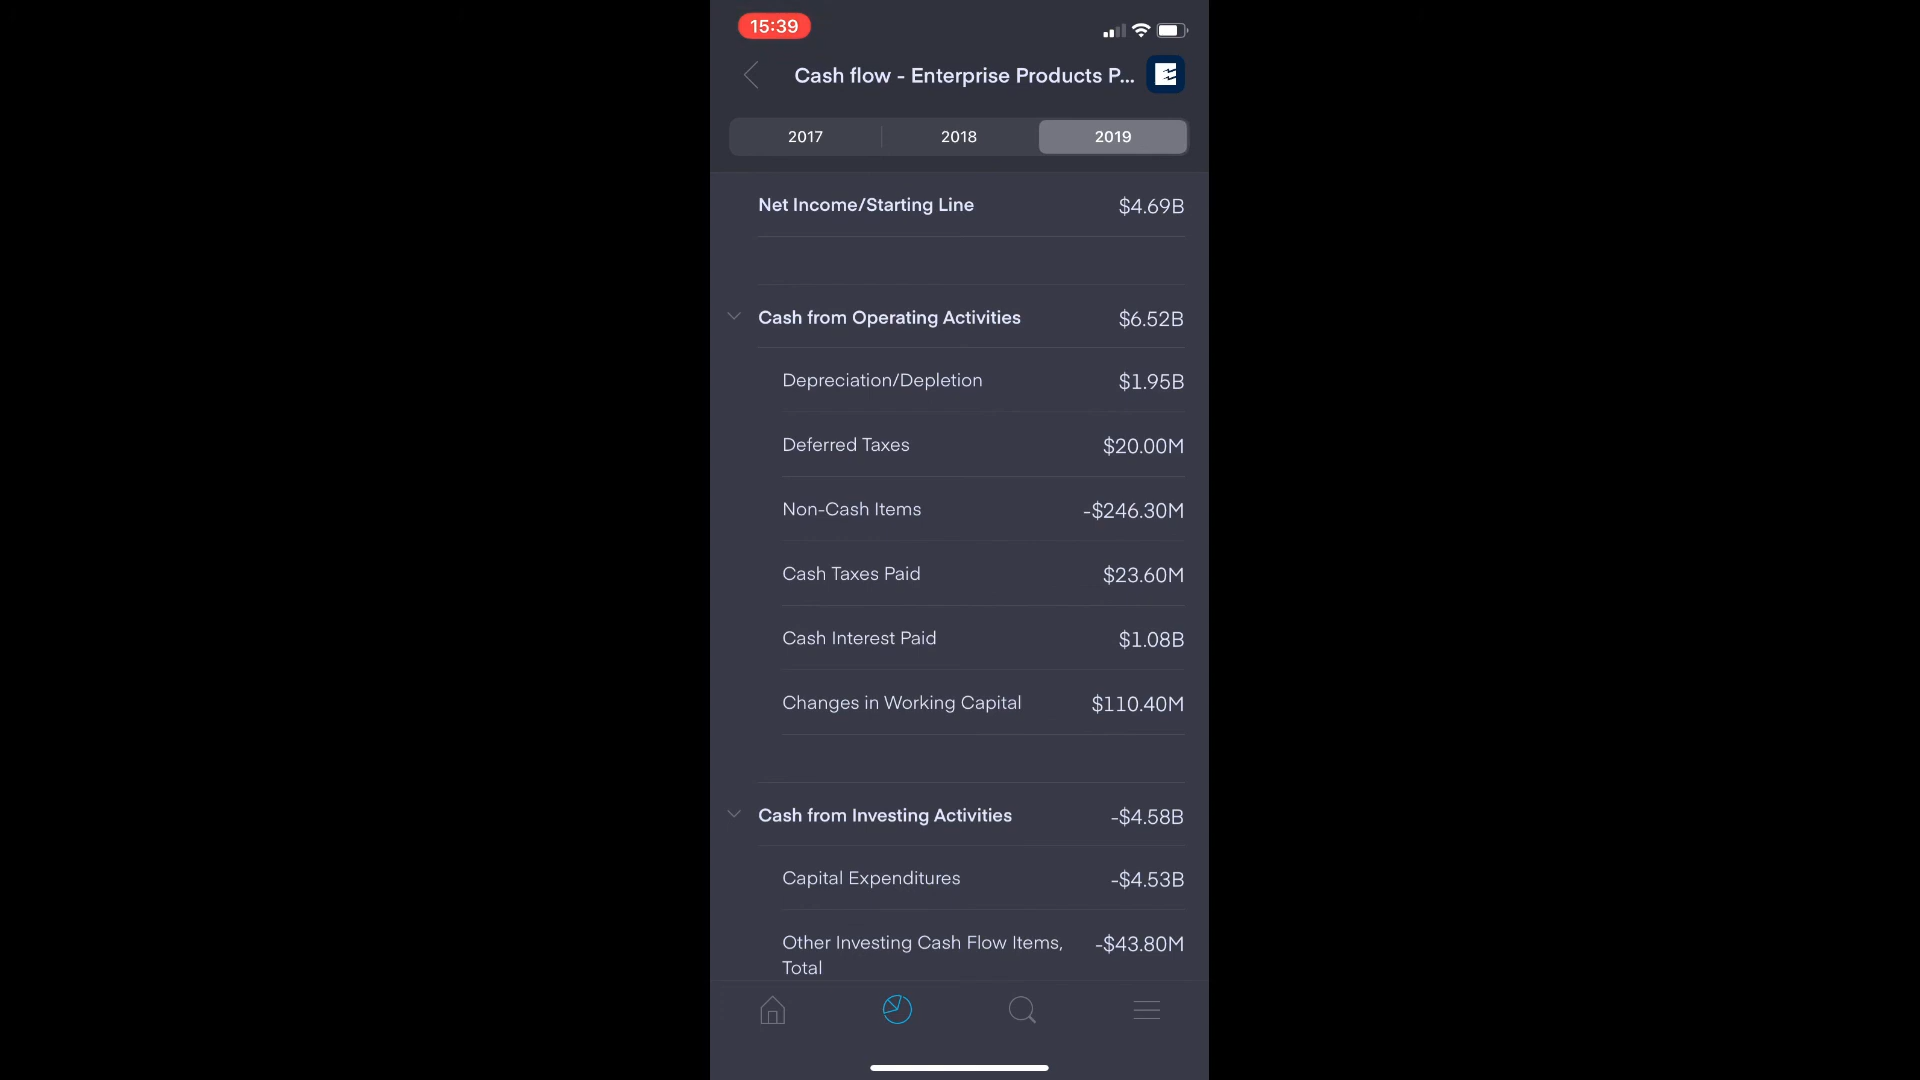 15:39
Cash flow - Enterprise Products P...
2017 2018 2019
Net Income/Starting Line $4.69B
Cash from Operating Activities $6.52B
Depreciation/Depletion $1.95B
Deferred Taxes $20.00M
Non-Cash Items -$246.30M
Cash Taxes Paid $23.60M
Cash Interest Paid $1.08B
Changes in Working Capital $110.40M
Cash from Investing Activities -$4.58B
Capital Expenditures -$4.53B
Other Investing Cash Flow Items, -$43.80M
Total